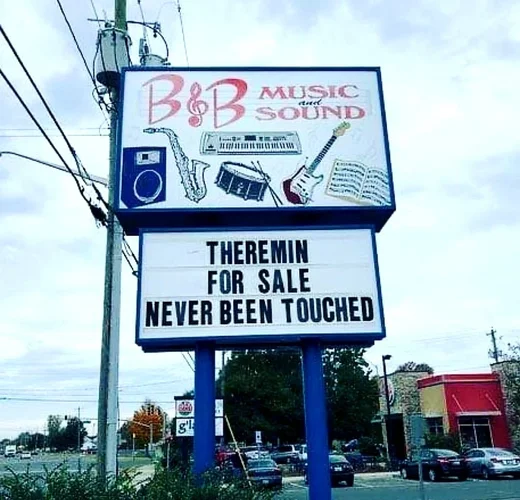 B&B MUSIC
and
SOUND
THEREMIN
FOR SALE
NEVER BEEN TOUCHED